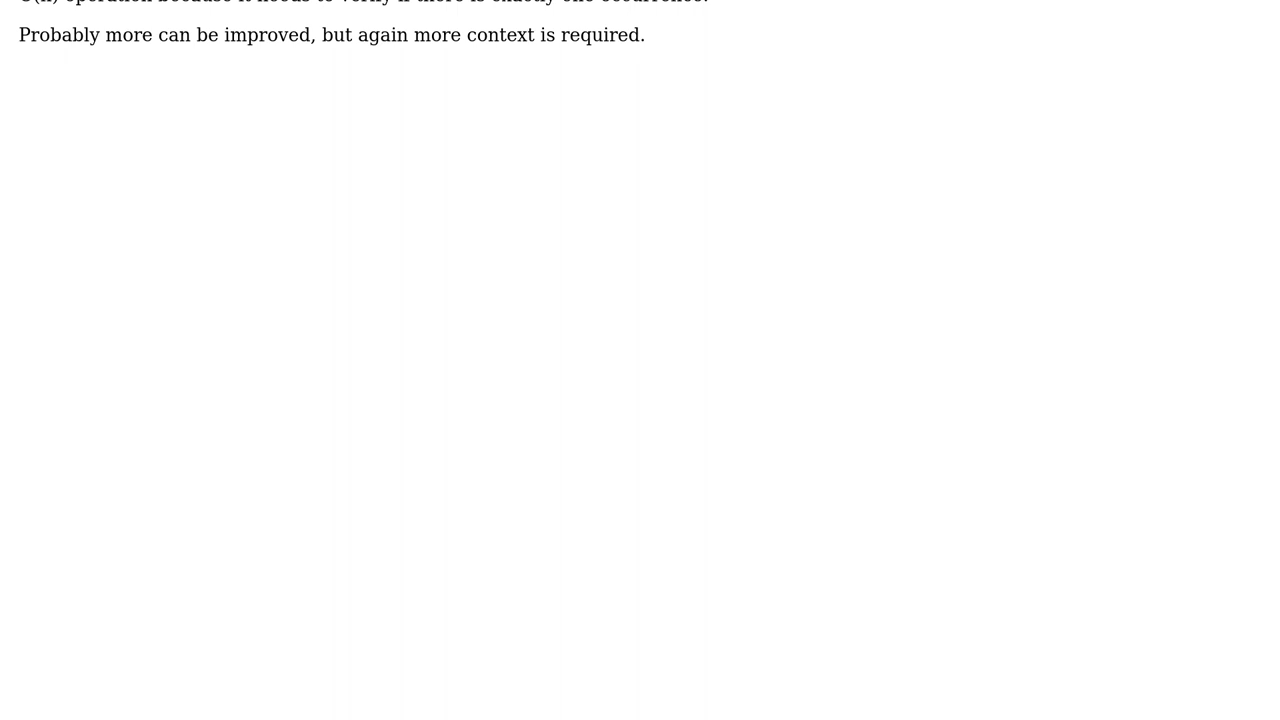 O(n) operation because it needs to verify if there is exactly one occurrence.
Probably more can be improved, but again more context is required.